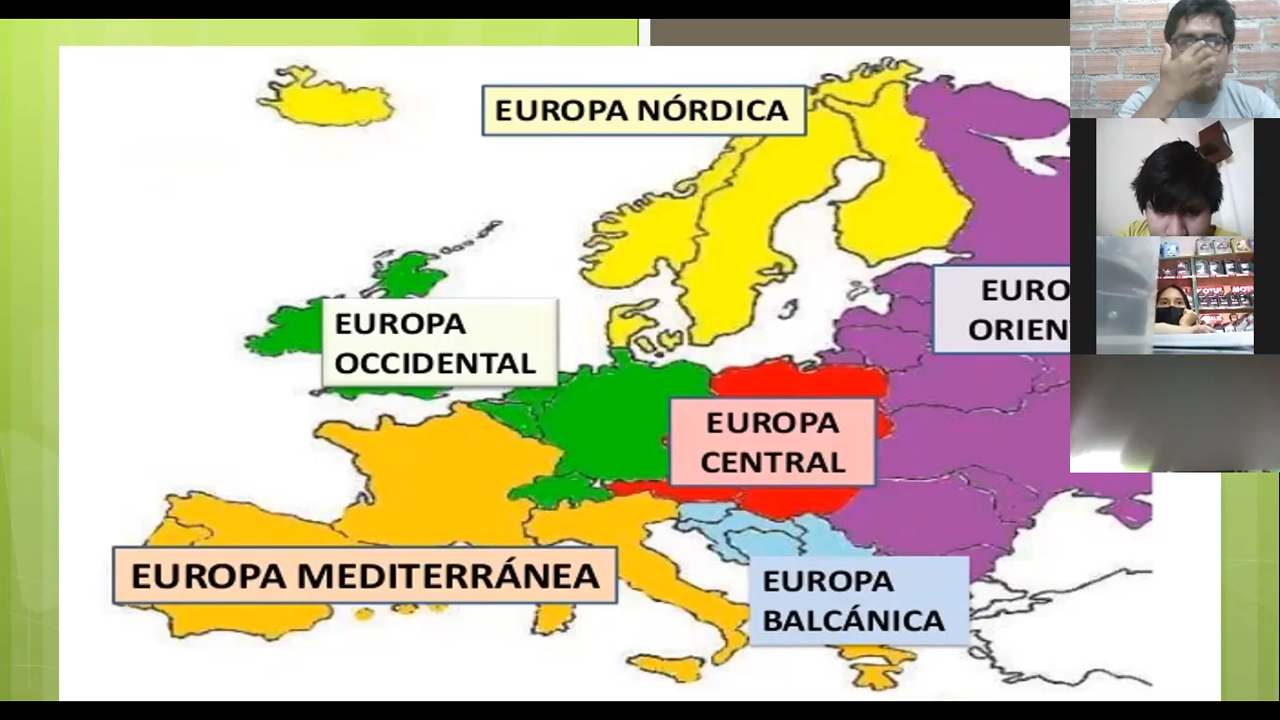 EUROPA NÓRDICA
EUROPA
OCCIDENTAL
EURO
ORIEN
EUROPA
CENTRAL
EUROPA MEDITERRÁNEA
EUROPA
BALCÁNICA